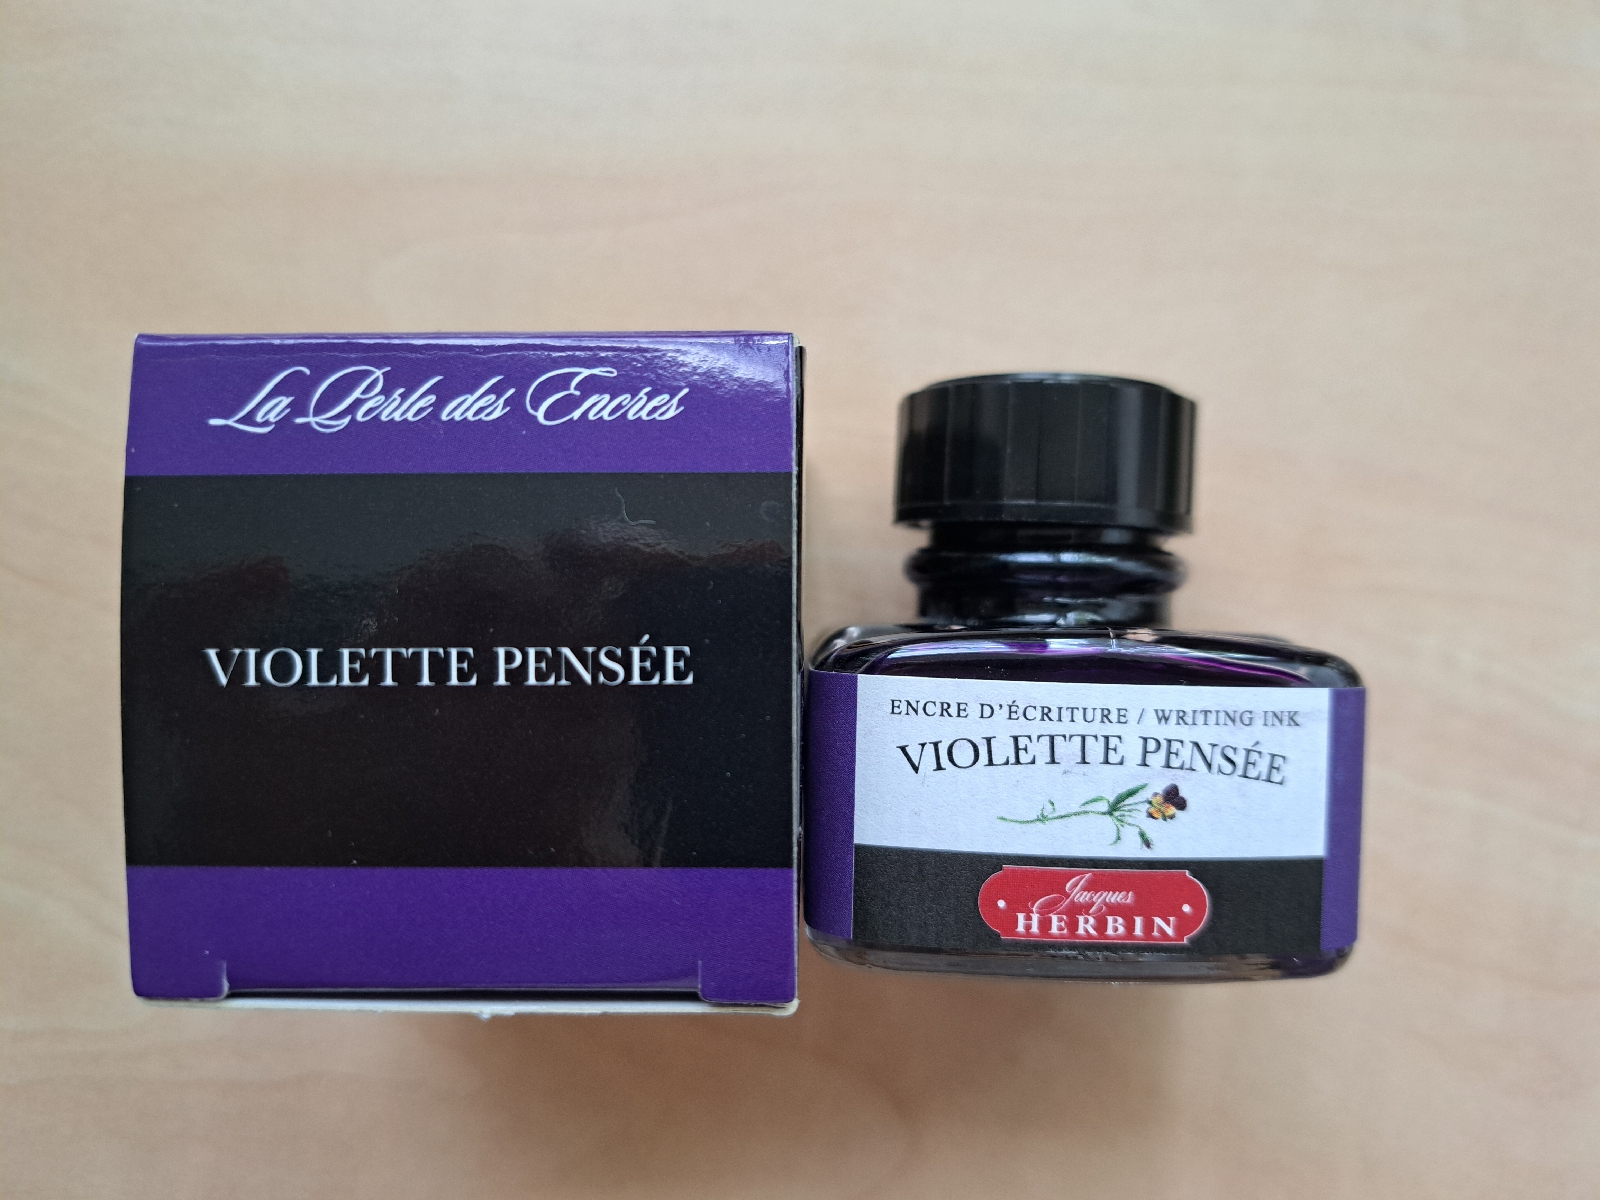 La Perle des Encres
VIOLETTE PENSÉE
ENCRE D'ÉCRITURE / WRITING INK
VIOLETTE PENSÉE
Jacques
HERBIN